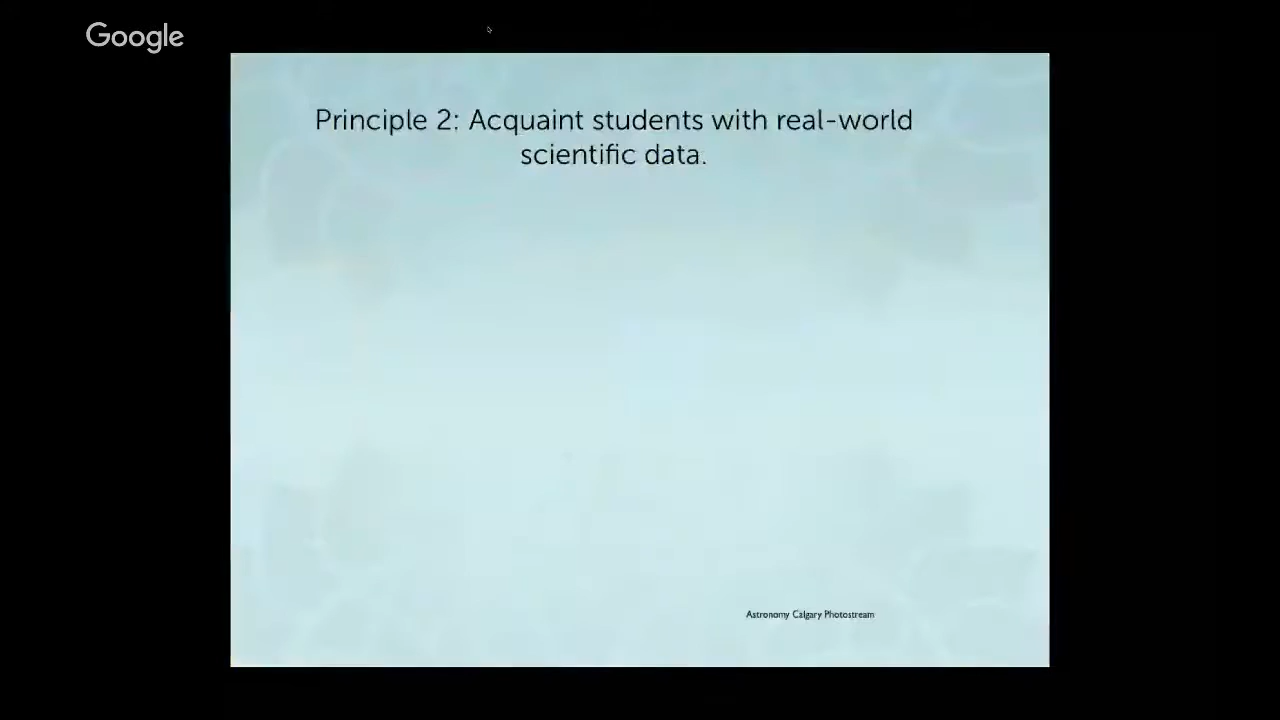 Google
Principle 2: Acquaint students with real-world
scientific data.
Astronomy Calgary Photostream